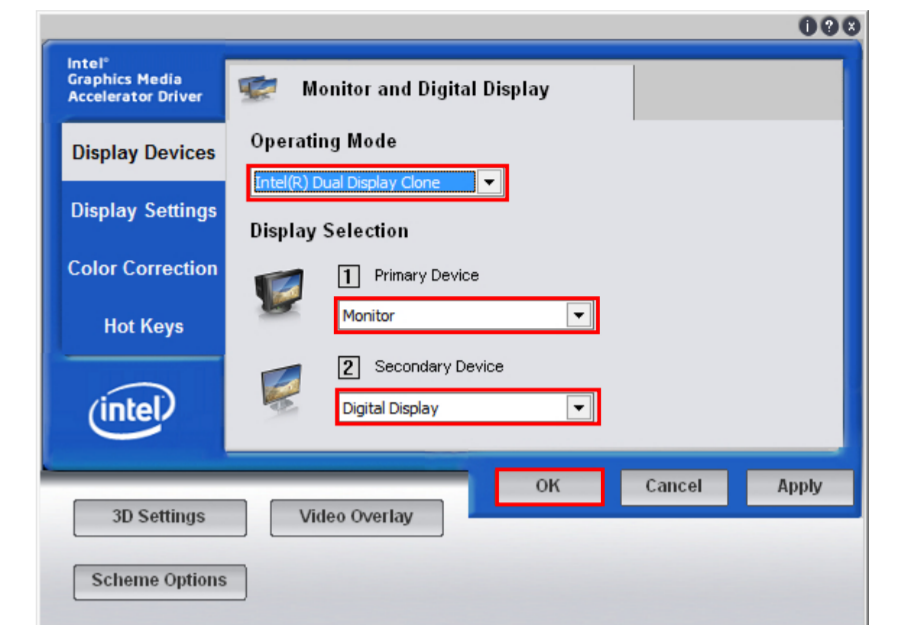 Intel®
Graphics Media
Accelerator Driver
Monitor and Digital Display
Display Devices
Display Settings
Color Correction
Hot Keys
intel
Operating Mode
Intel(R) Dual Display Clone
Display Selection
1 Primary Device
Monitor
2 Secondary Device
Digital Display
OK
Cancel
Apply
3D Settings
Video Overlay
Scheme Options